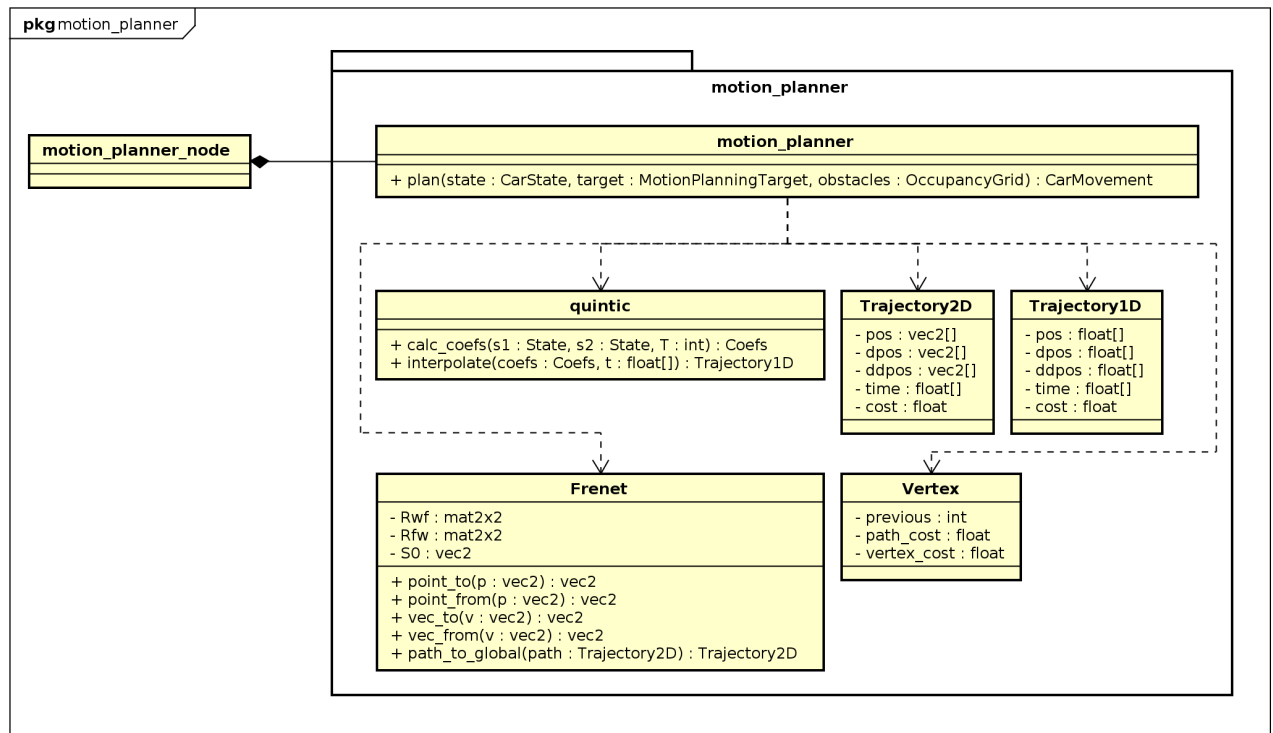 pkg motion_planner
motion_planner
motion_planner_node
motion_planner
+ plan(state : CarState, target : MotionPlanningTarget, obstacles : OccupancyGrid) : CarMovement
quintic
+ calc_coefs(s1 : State, s2 : State, T : int) : Coefs
+ interpolate(coefs : Coefs, t : float[]) : Trajectory1D
Trajectory2D
- pos : vec2[]
- dpos : vec2[]
- ddpos : vec2[]
- time : float[]
- cost : float
Trajectory1D
- pos : float[]
- dpos : float[]
- ddpos : float[]
- time : float[]
- cost : float
Frenet
- Rwf : mat2x2
- Rfw : mat2x2
- S0 : vec2
+ point_to(p : vec2) : vec2
+ point_from(p : vec2) : vec2
+ vec_to(v : vec2) : vec2
+ vec_from(v : vec2) : vec2
+ path_to_global(path : Trajectory2D) : Trajectory2D
Vertex
- previous : int
- path_cost : float
- vertex_cost : float